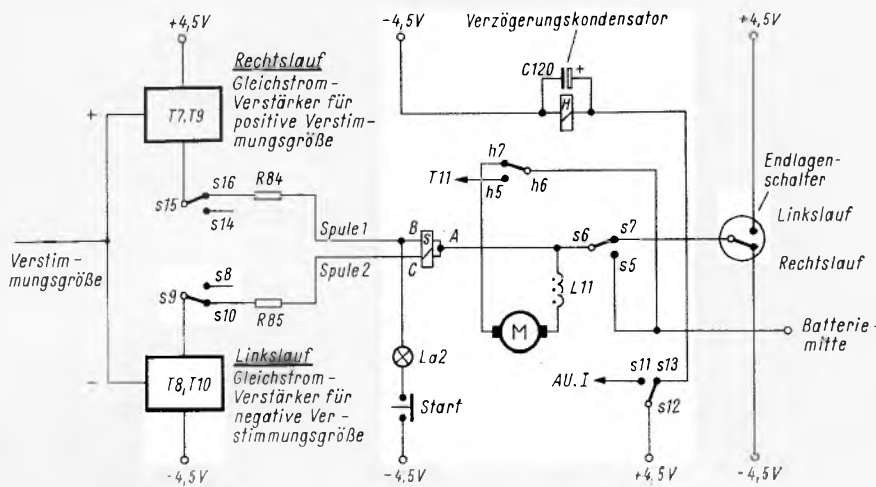 +4,5V
-4,5V
Verzögerungskondensator
+4,5V
C120
+
H
Rechtslauf
Gleichstrom-
Verstärker für
positive Verstim-
mungsgröße
+
T7,T9
h7
T11
h5
h6
Endlagen-
schalter
s16
R84
s15
s14
Linkslauf
Spule 1
B
S
A
s6
s7
Verstim-
mungsgröße
s8
Spule 2
C
s5
Rechtslauf
s9
s10
R85
L11
M
Batterie-
mitte
Linkslauf
Gleichstrom-
Verstärker für
negative Ver-
stimmungsgröße
-
T8,T10
La2
s11
s13
AU.I
s12
Start
-4,5V
-4,5V
+4,5V
-4,5V